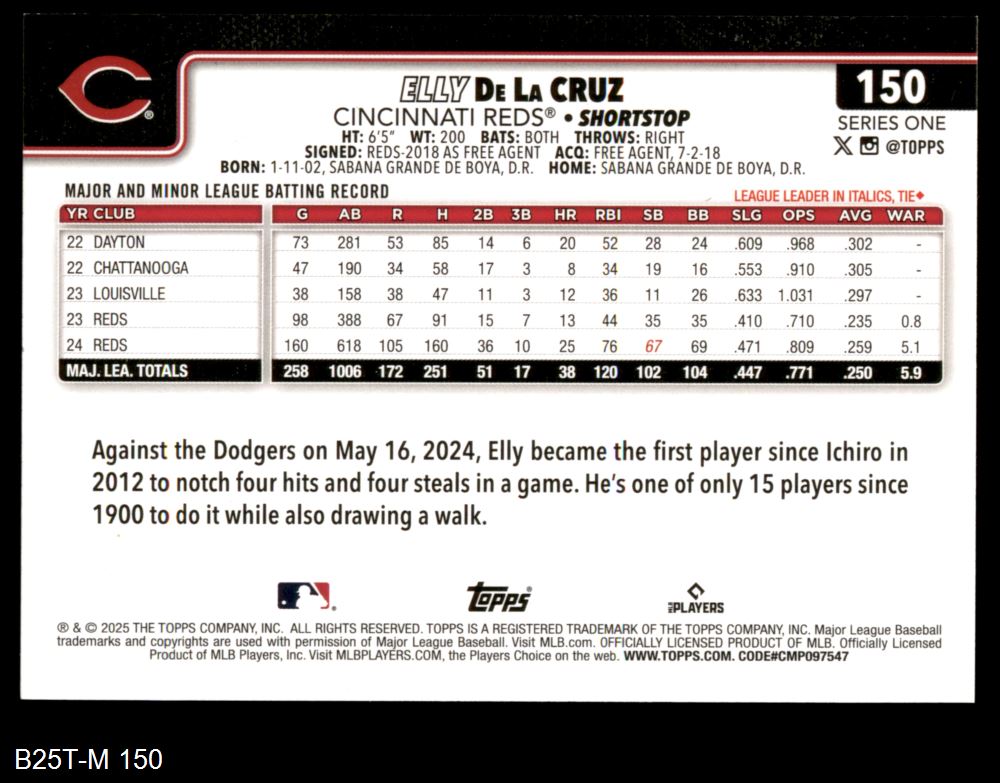 ELLY DE LA CRUZ
150
CINCINNATI REDS® • SHORTSTOP
SERIES ONE
HT: 6'5" WT: 200 BATS: BOTH THROWS: RIGHT
@TOPPS
SIGNED: REDS-2018 AS FREE AGENT ACQ: FREE AGENT, 7-2-18
BORN: 1-11-02, SABANA GRANDE DE BOYA, D.R. HOME: SABANA GRANDE DE BOYA, D.R.
MAJOR AND MINOR LEAGUE BATTING RECORD
LEAGUE LEADER IN ITALICS, TIE♦
YR CLUB G AB R H 2B 3B HR RBI SB BB SLG OPS AVG WAR
22 DAYTON 73 281 53 85 14 6 20 52 28 24 .609 .968 .302 -
22 CHATTANOOGA 47 190 34 58 17 3 8 34 19 16 .553 .910 .305 -
23 LOUISVILLE 38 158 38 47 11 3 12 36 11 26 .633 1.031 .297 -
23 REDS 98 388 67 91 15 7 13 44 35 35 .410 .710 .235 0.8
24 REDS 160 618 105 160 36 10 25 76 67 69 .471 .809 .259 5.1
MAJ. LEA. TOTALS 258 1006 172 251 51 17 38 120 102 104 .447 .771 .250 5.9
Against the Dodgers on May 16, 2024, Elly became the first player since Ichiro in
2012 to notch four hits and four steals in a game. He's one of only 15 players since
1900 to do it while also drawing a walk.
TOPPS®
PLAYERS
® & © 2025 THE TOPPS COMPANY, INC. ALL RIGHTS RESERVED. TOPPS IS A REGISTERED TRADEMARK OF THE TOPPS COMPANY, INC. Major League Baseball
trademarks and copyrights are used with permission of Major League Baseball. Visit MLB.com. OFFICIALLY LICENSED PRODUCT OF MLB. Officially Licensed
Product of MLB Players, Inc. Visit MLBPLAYERS.COM, the Players Choice on the web. WWW.TOPPS.COM. CODE#CMP097547
B25T-M 150